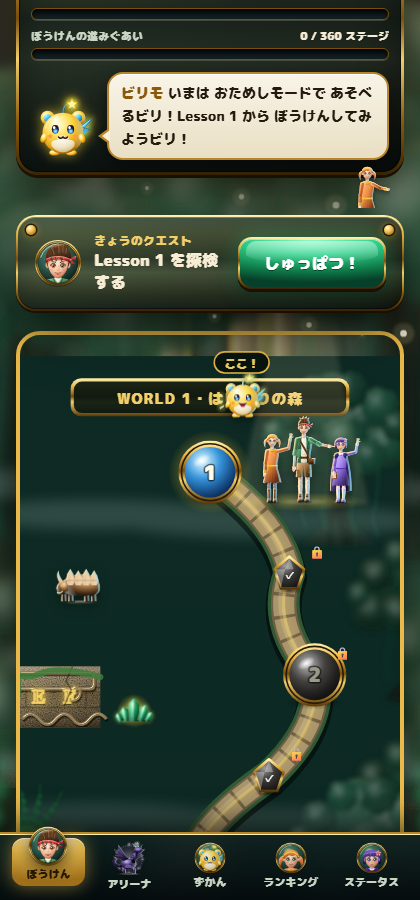 ぼうけんの進みぐあい 0 / 360 ステージ
ビリモ いまは おためしモードで あそべ
るビリ！Lesson 1 から ぼうけんしてみ
ようビリ！
きょうのクエスト
Lesson 1 を探検
する
しゅっぱつ！
ここ！
WORLD 1 · は の森
1
2
E
ぼうけん
アリーナ
ずかん
ランキング
ステータス